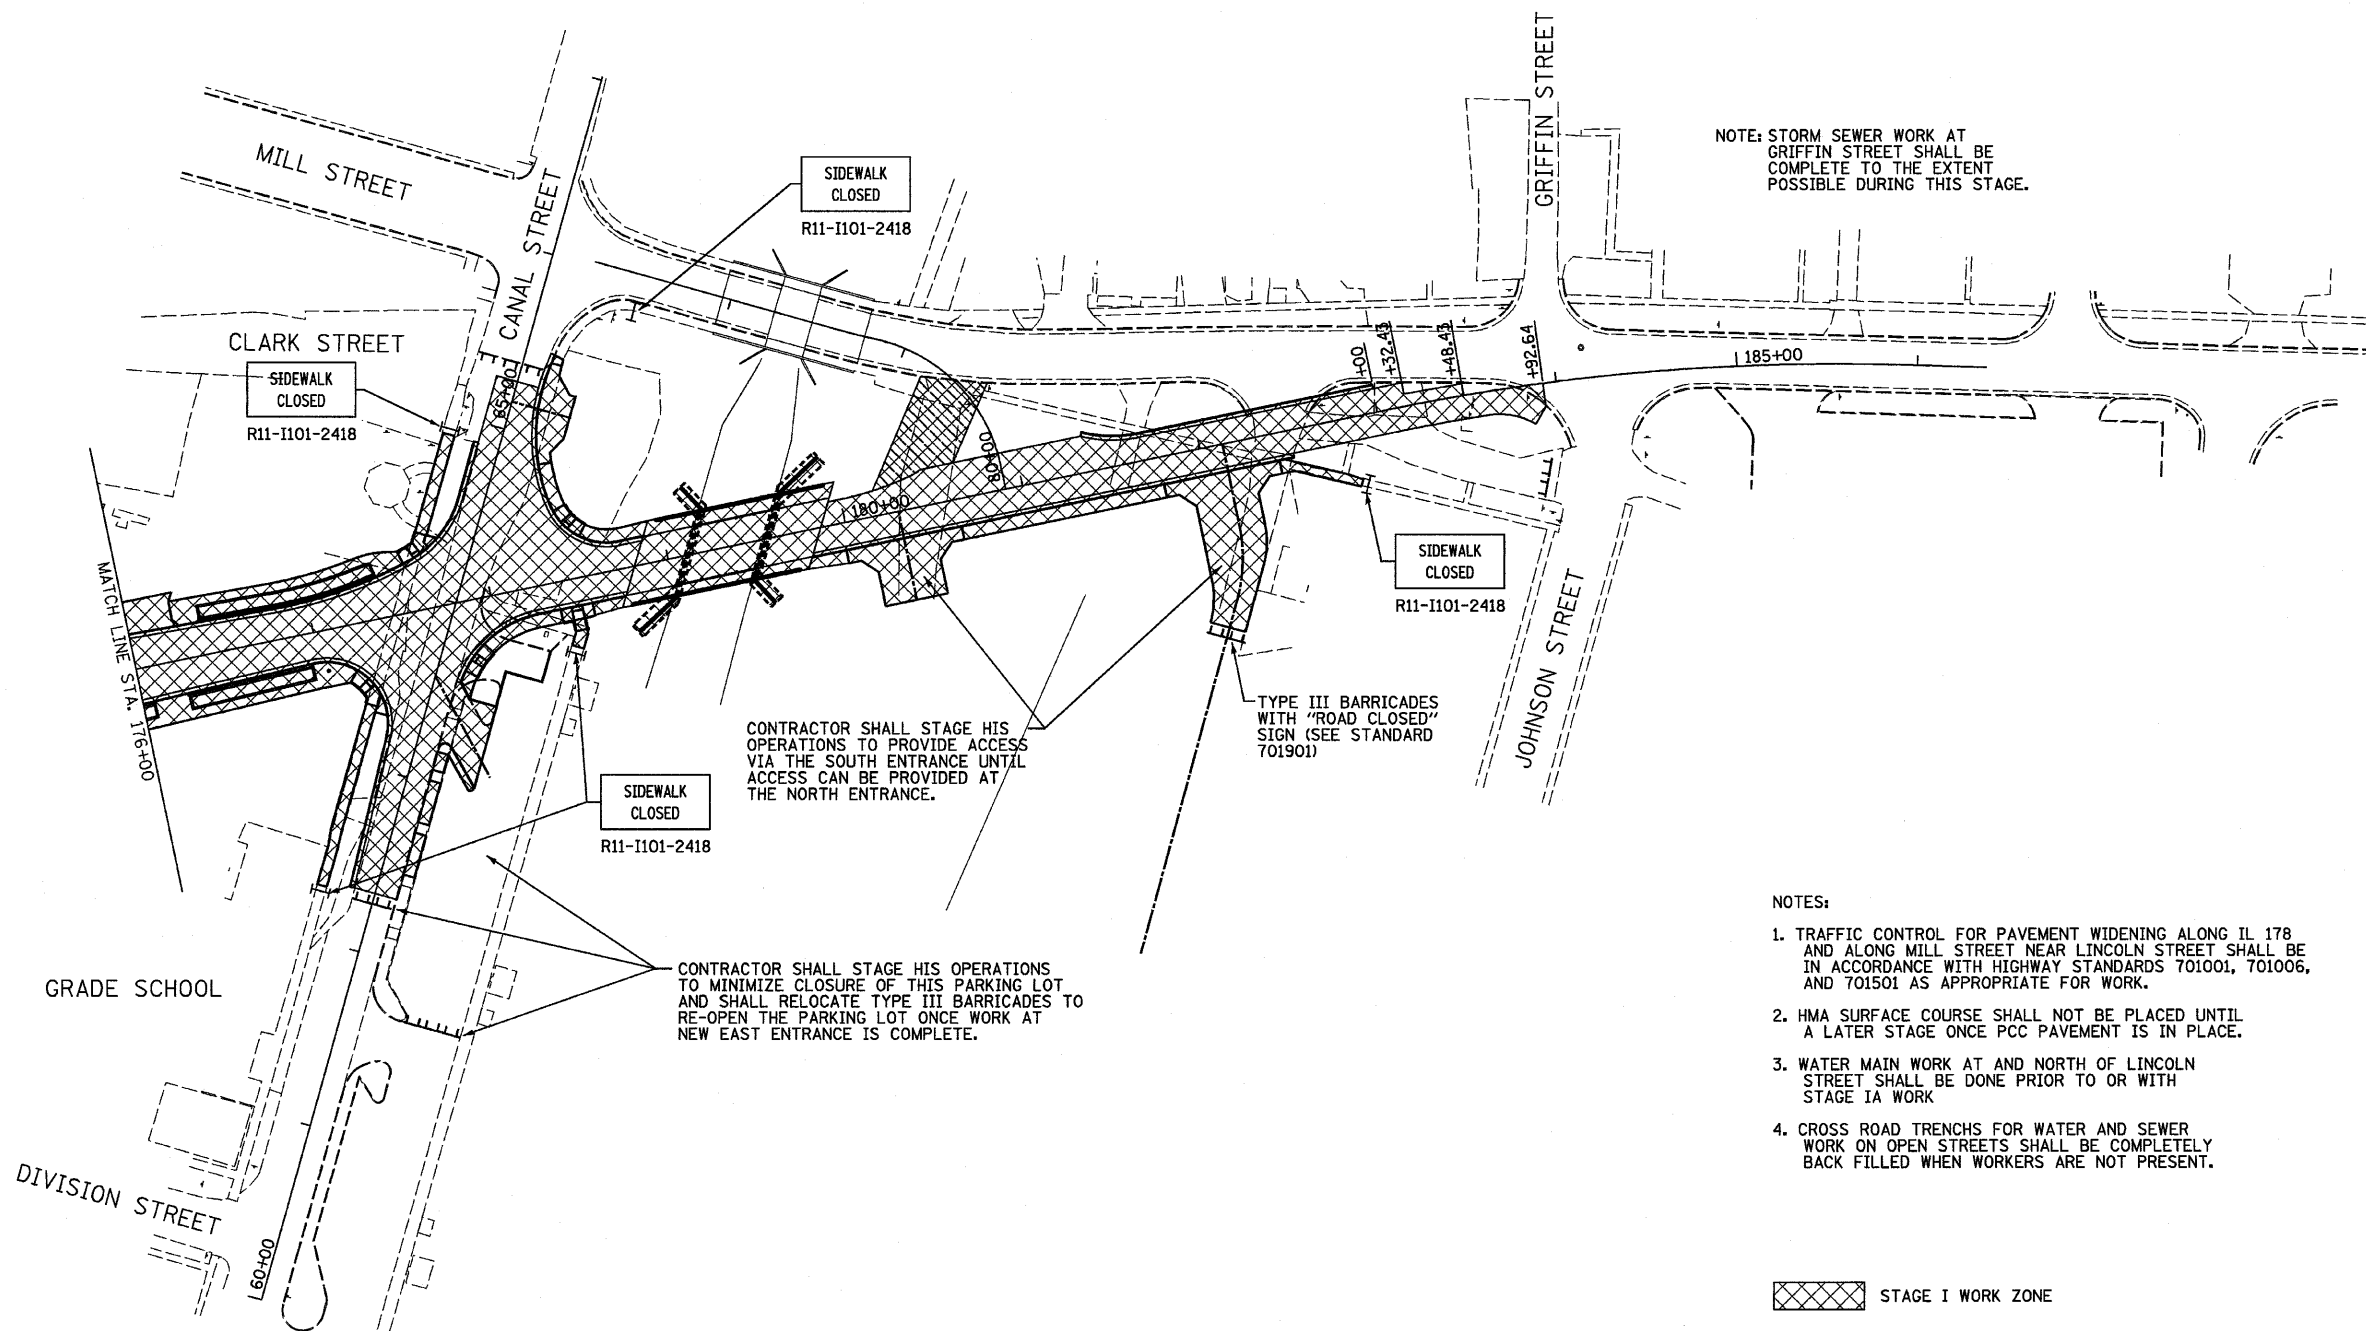 GRIFFIN STREET
NOTE: STORM SEWER WORK AT
GRIFFIN STREET SHALL BE
COMPLETE TO THE EXTENT
POSSIBLE DURING THIS STAGE.
MILL STREET
CANAL STREET
SIDEWALK
CLOSED
R11-I101-2418
CLARK STREET
SIDEWALK
CLOSED
R11-I101-2418
65+00
+00
+32.43
+48.43
+92.64
185+00
80+00
180+00
SIDEWALK
CLOSED
R11-I101-2418
MATCH LINE STA. 176+00
JOHNSON STREET
TYPE III BARRICADES
WITH "ROAD CLOSED"
SIGN (SEE STANDARD
701901)
CONTRACTOR SHALL STAGE HIS
OPERATIONS TO PROVIDE ACCESS
VIA THE SOUTH ENTRANCE UNTIL
ACCESS CAN BE PROVIDED AT
THE NORTH ENTRANCE.
SIDEWALK
CLOSED
R11-I101-2418
GRADE SCHOOL
CONTRACTOR SHALL STAGE HIS OPERATIONS
TO MINIMIZE CLOSURE OF THIS PARKING LOT
AND SHALL RELOCATE TYPE III BARRICADES TO
RE-OPEN THE PARKING LOT ONCE WORK AT
NEW EAST ENTRANCE IS COMPLETE.
DIVISION STREET
60+00
NOTES:
1. TRAFFIC CONTROL FOR PAVEMENT WIDENING ALONG IL 178
AND ALONG MILL STREET NEAR LINCOLN STREET SHALL BE
IN ACCORDANCE WITH HIGHWAY STANDARDS 701001, 701006,
AND 701501 AS APPROPRIATE FOR WORK.
2. HMA SURFACE COURSE SHALL NOT BE PLACED UNTIL
A LATER STAGE ONCE PCC PAVEMENT IS IN PLACE.
3. WATER MAIN WORK AT AND NORTH OF LINCOLN
STREET SHALL BE DONE PRIOR TO OR WITH
STAGE IA WORK
4. CROSS ROAD TRENCHS FOR WATER AND SEWER
WORK ON OPEN STREETS SHALL BE COMPLETELY
BACK FILLED WHEN WORKERS ARE NOT PRESENT.
STAGE I WORK ZONE